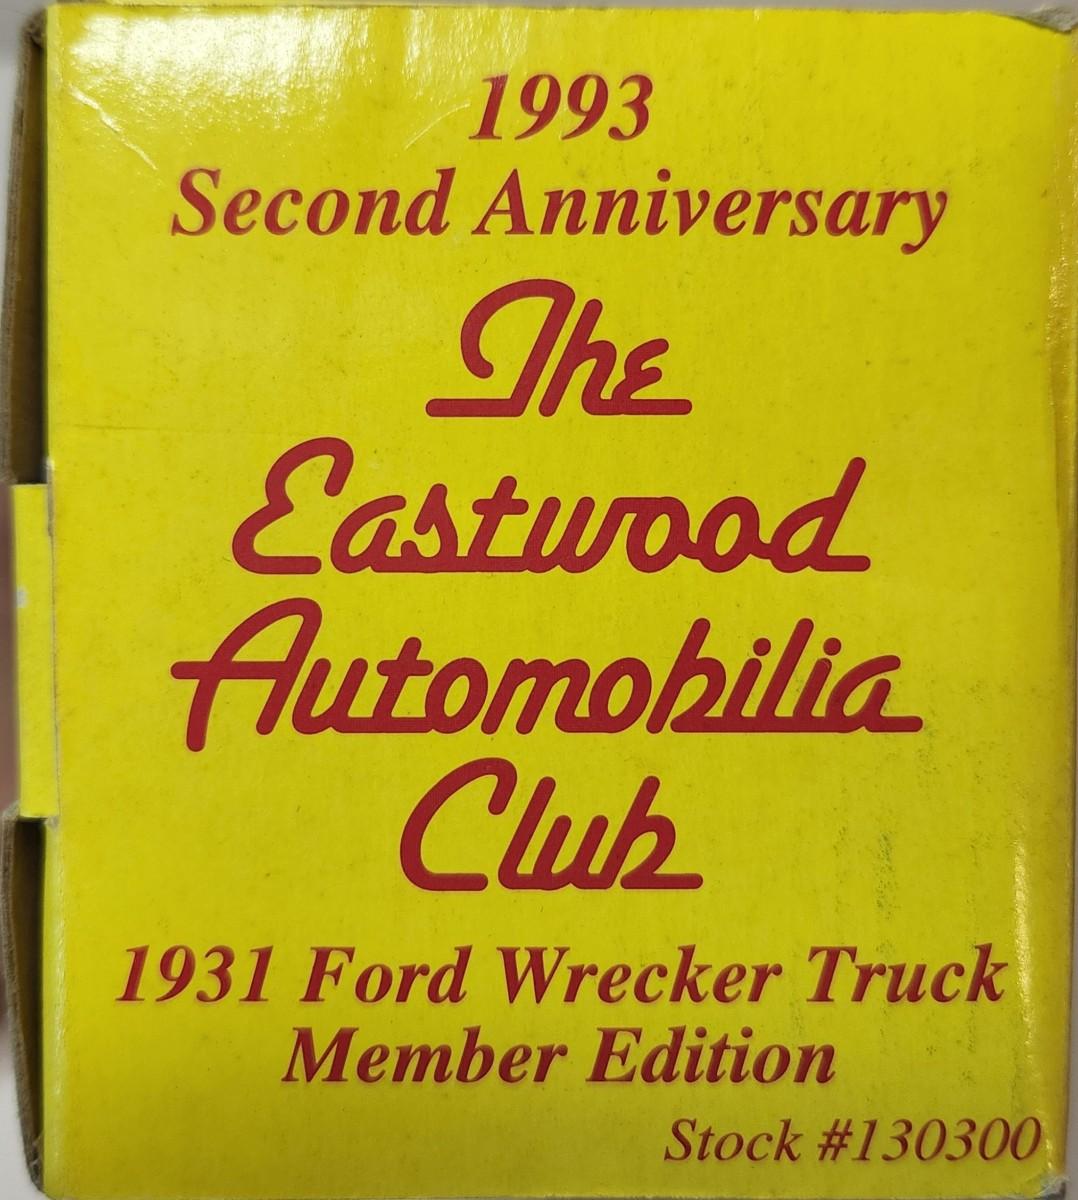 1993
Second Anniversary
The
Eastwood
Automobilia
Club
1931 Ford Wrecker Truck
Member Edition
Stock #130300